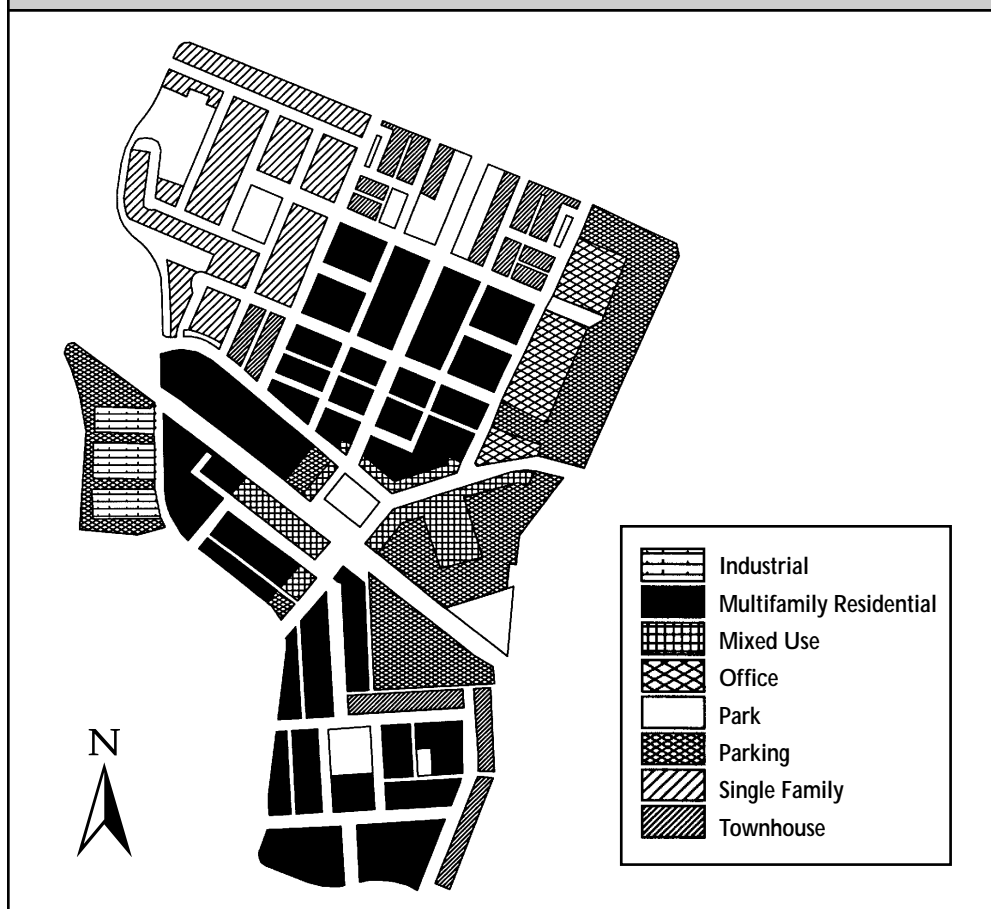 N
Industrial
Multifamily Residential
Mixed Use
Office
Park
Parking
Single Family
Townhouse